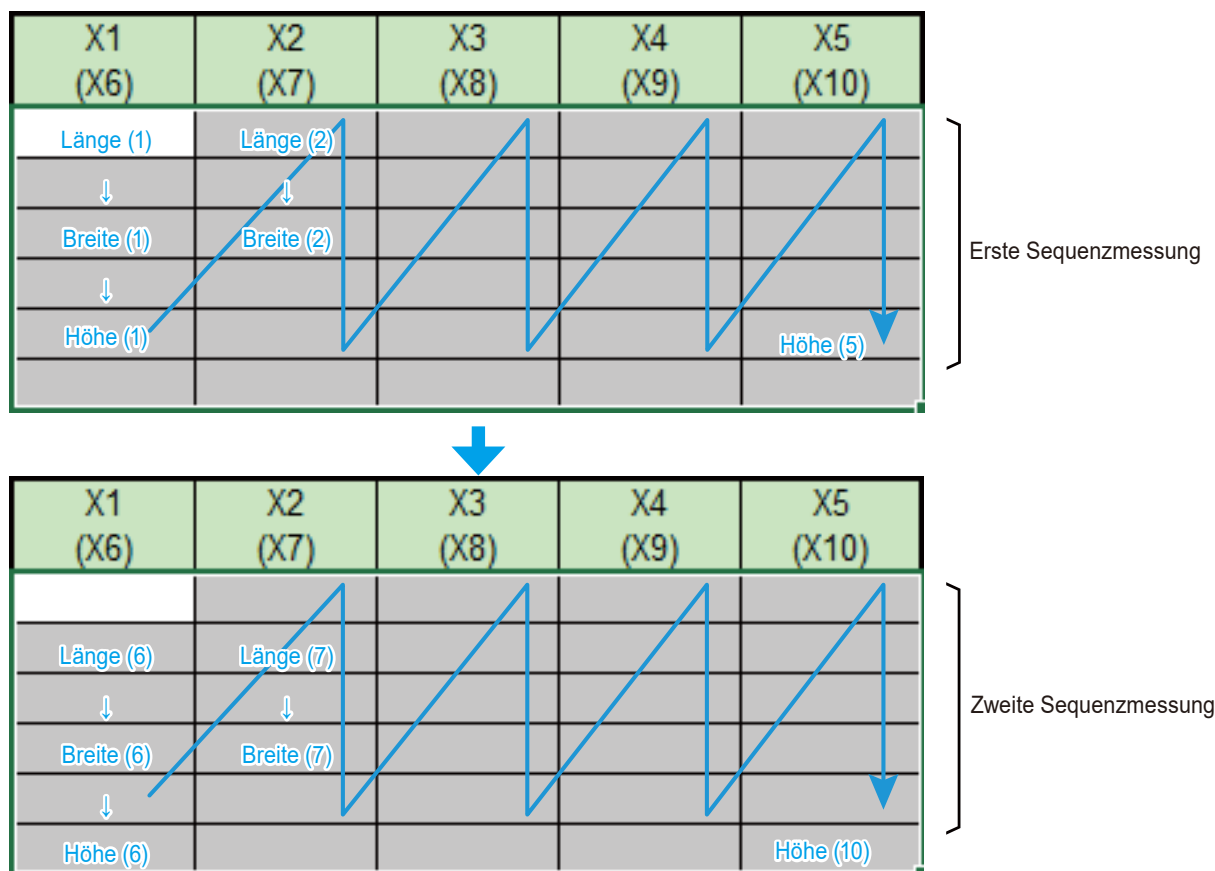 X1 X2 X3 X4 X5
(X6) (X7) (X8) (X9) (X10)
Länge (1) Länge (2)
↓ ↓
Breite (1) Breite (2)
↓
Höhe (1) Höhe (5)
Erste Sequenzmessung
X1 X2 X3 X4 X5
(X6) (X7) (X8) (X9) (X10)
Länge (6) Länge (7)
↓ ↓
Breite (6) Breite (7)
↓
Höhe (6) Höhe (10)
Zweite Sequenzmessung